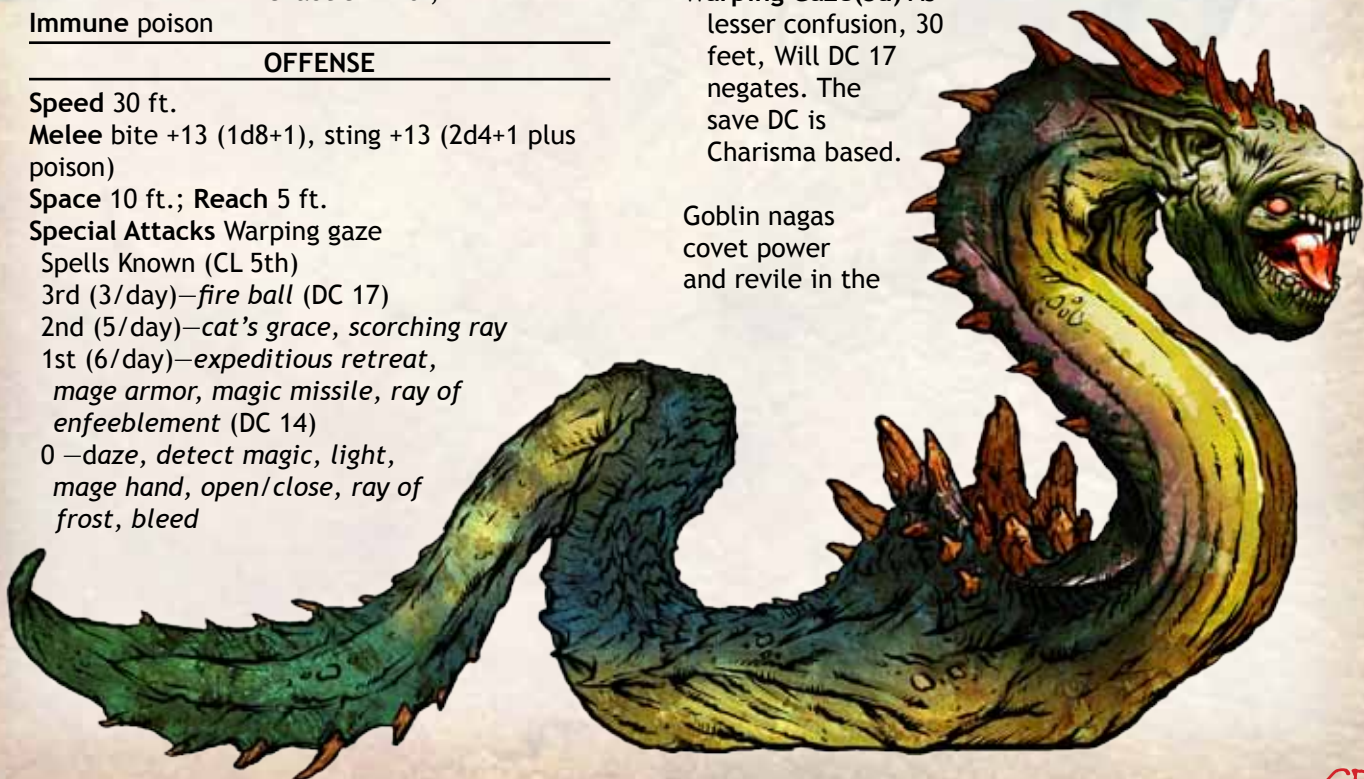 Immune poison
OFFENSE
Speed 30 ft.
Melee bite +13 (1d8+1), sting +13 (2d4+1 plus
poison)
Space 10 ft.; Reach 5 ft.
Special Attacks Warping gaze
Spells Known (CL 5th)
3rd (3/day)—fire ball (DC 17)
2nd (5/day)—cat's grace, scorching ray
1st (6/day)—expeditious retreat,
mage armor, magic missile, ray of
enfeeblement (DC 14)
0 —daze, detect magic, light,
mage hand, open/close, ray of
frost, bleed
lesser confusion, 30
feet, Will DC 17
negates. The
save DC is
Charisma based.
Goblin nagas
covet power
and revile in the